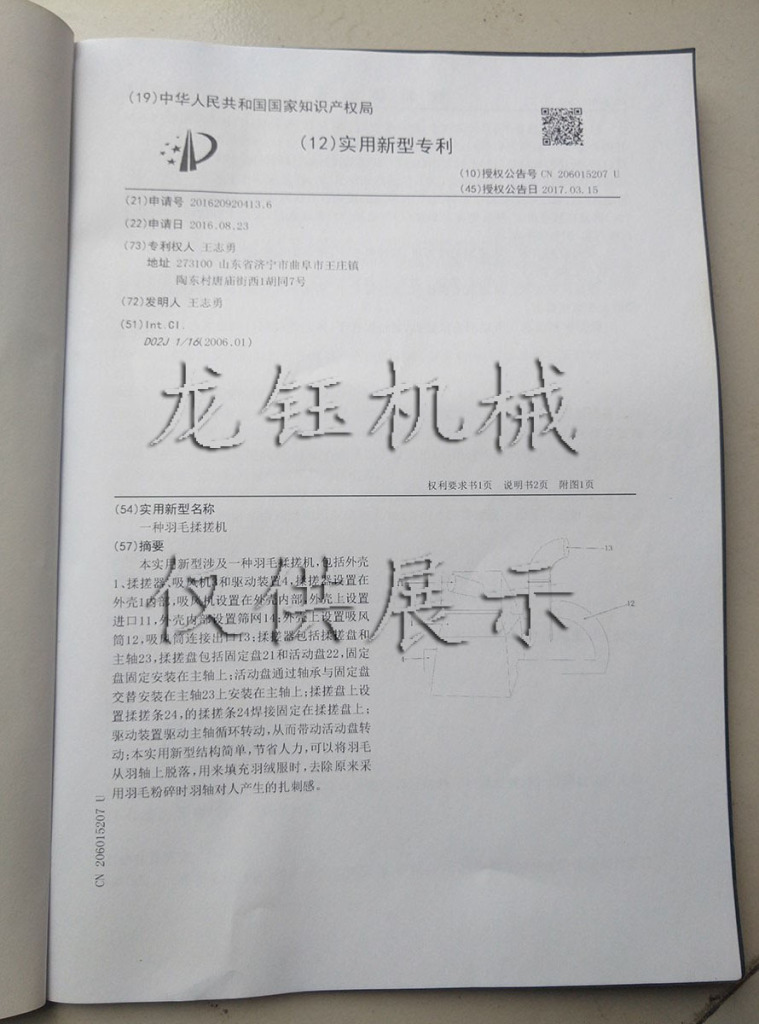 (19)中华人民共和国国家知识产权局
(12)实用新型专利
(10)授权公告号 CN 206015207 U
(45)授权公告日 2017.03.15
(21)申请号 201620920413.6
(22)申请日 2016.08.23
(73)专利权人 王志勇
地址 273100 山东省济宁市曲阜市王庄镇
陶东村唐庙街西1胡同7号
(72)发明人 王志勇
(51)Int.Cl.
D02J 1/16(2006.01)
龙钰机械
权利要求书1页 说明书2页 附图1页
(54)实用新型名称
一种羽毛揉搓机
(57)摘要
本实用新型涉及一种羽毛揉搓机,包括外壳
1、揉搓器、吸风机3和驱动装置4,揉搓器设置在
外壳1内部,吸风机设置在外壳内部,外壳上设置
进口11,外壳内部设置筛网14;外壳上设置吸风
筒12,吸风筒连接出口13;揉搓器包括揉搓盘和
主轴23,揉搓盘包括固定盘21和活动盘22,固定
盘固定安装在主轴上;活动盘通过轴承与固定盘
交替安装在主轴23上安装在主轴上;揉搓盘上设
置揉搓条24,的揉搓条24焊接固定在揉搓盘上;
驱动装置驱动主轴循环转动,从而带动活动盘转
动;本实用新型结构简单,节省人力,可以将羽毛
从羽轴上脱落,用来填充羽绒服时,去除原来采
用羽毛粉碎时羽轴对人产生的扎刺感。
13
12
4
仅供展示
CN 206015207 U